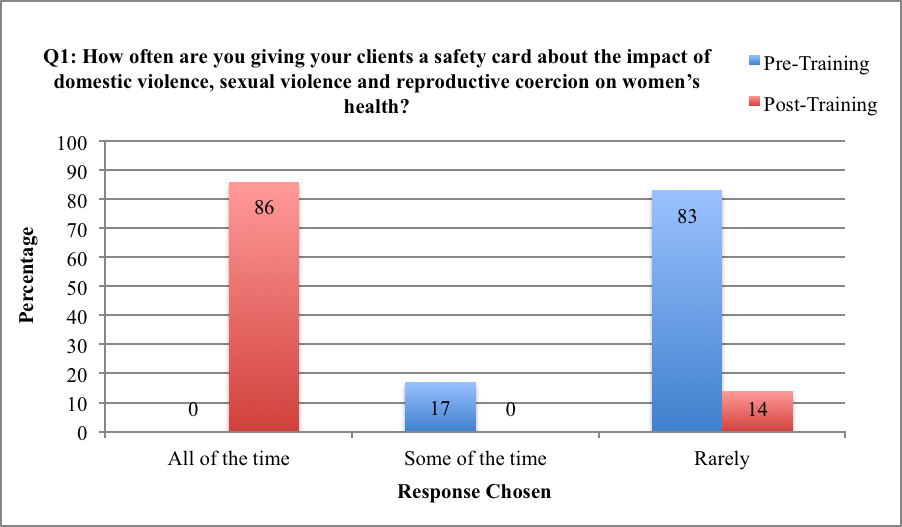 Q1: How often are you giving your clients a safety card about the impact of
domestic violence, sexual violence and reproductive coercion on women’s
health?
Pre-Training
Post-Training
100
90
80
70
60
50
40
30
20
10
0
Percentage
0
86
17
0
83
14
All of the time
Some of the time
Rarely
Response Chosen